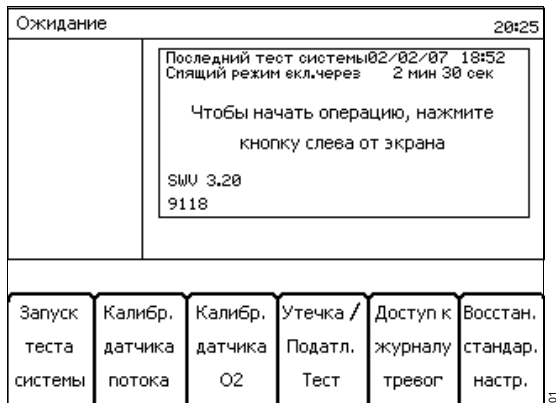 Ожидание
20:25
Последний тест системы02/02/07 18:52
Спящий режим вкл.через 2 мин 30 сек
Чтобы начать операцию, нажмите
кнопку слева от экрана
SWV 3.20
9118
Запуск
теста
системы
Калибр.
датчика
потока
Калибр.
датчика
O2
Утечка /
Податл.
Тест
Доступ к
журналу
тревог
Восстан.
стандар.
настр.